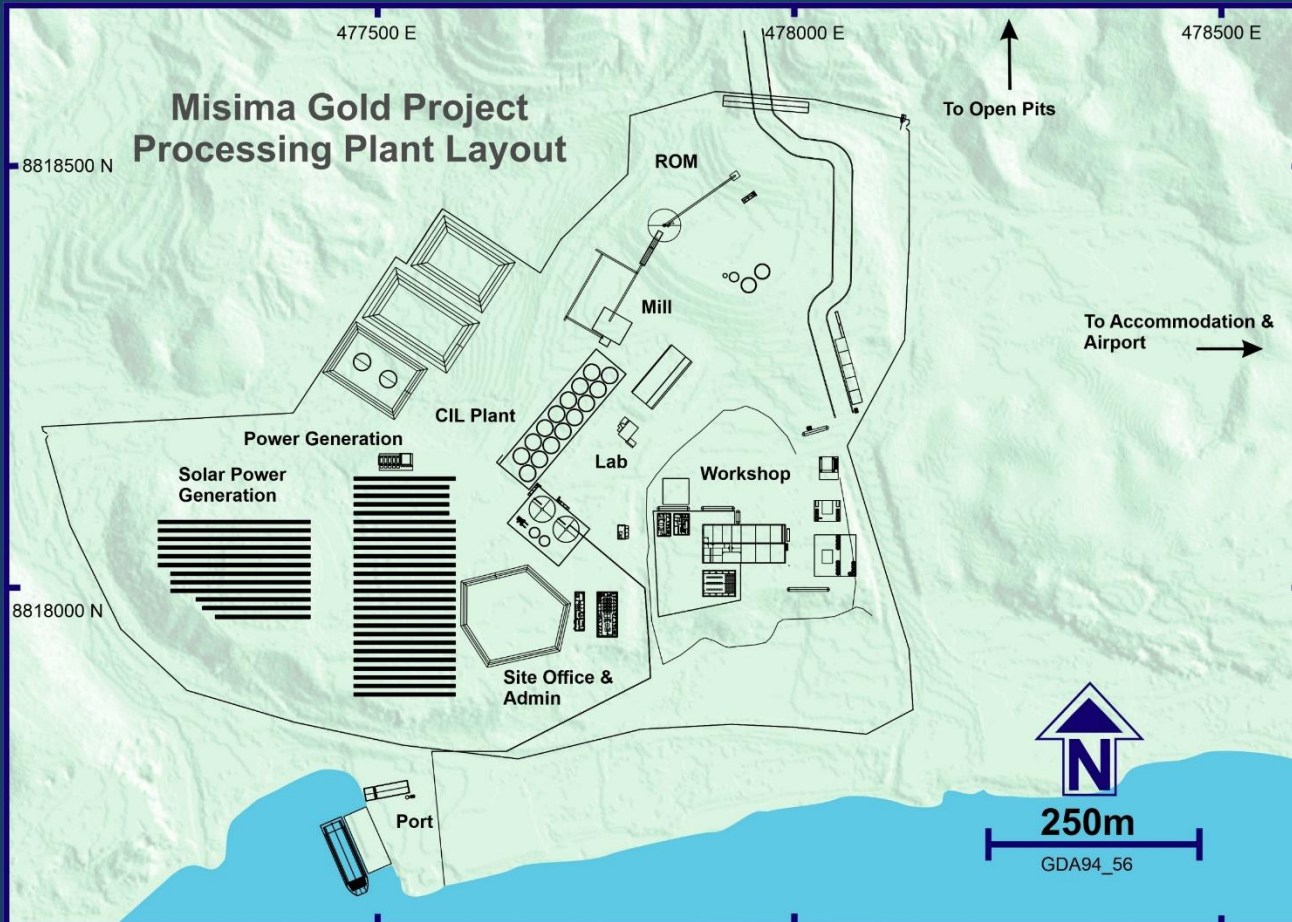 477500 E
478000 E
478500 E
Misima Gold Project
Processing Plant Layout
To Open Pits
8818500 N
ROM
Mill
To Accommodation &
Airport
CIL Plant
Power Generation
Lab
Workshop
Solar Power
Generation
8818000 N
Site Office &
Admin
N
250m
GDA94_56
Port